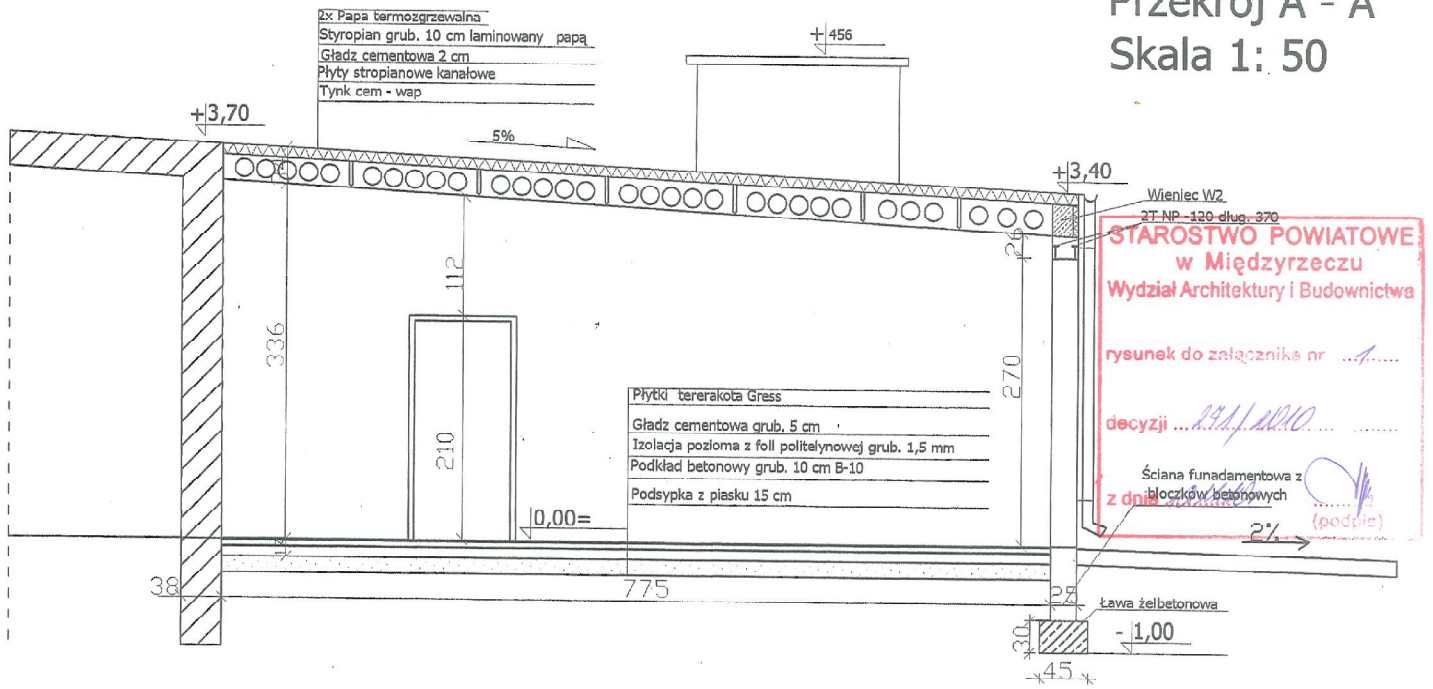 Przekrój A - A
Skala 1: 50
2x Papa termozgrzewalna
Styropian grub. 10 cm laminowany papą
Gładz cementowa 2 cm
Płyty stropianowe kanałowe
Tynk cem - wap
+456
+3,70
5%
+3,40
Wieniec W2
2T NP -120 dług. 370
26
STAROSTWO POWIATOWE
w Międzyrzeczu
Wydział Architektury i Budownictwa
rysunek do załącznika nr 1
decyzji
z dnia
(podpis)
112
336
270
210
Płytki tererakota Gress
Gładz cementowa grub. 5 cm
Izolacja pozioma z foll politelynowej grub. 1,5 mm
Podkład betonowy grub. 10 cm B-10
Podsypka z piasku 15 cm
0,00=
Ściana funadamentowa z
bloczków betonowych
2%
38
775
25
Ława żelbetonowa
30
- 1,00
45